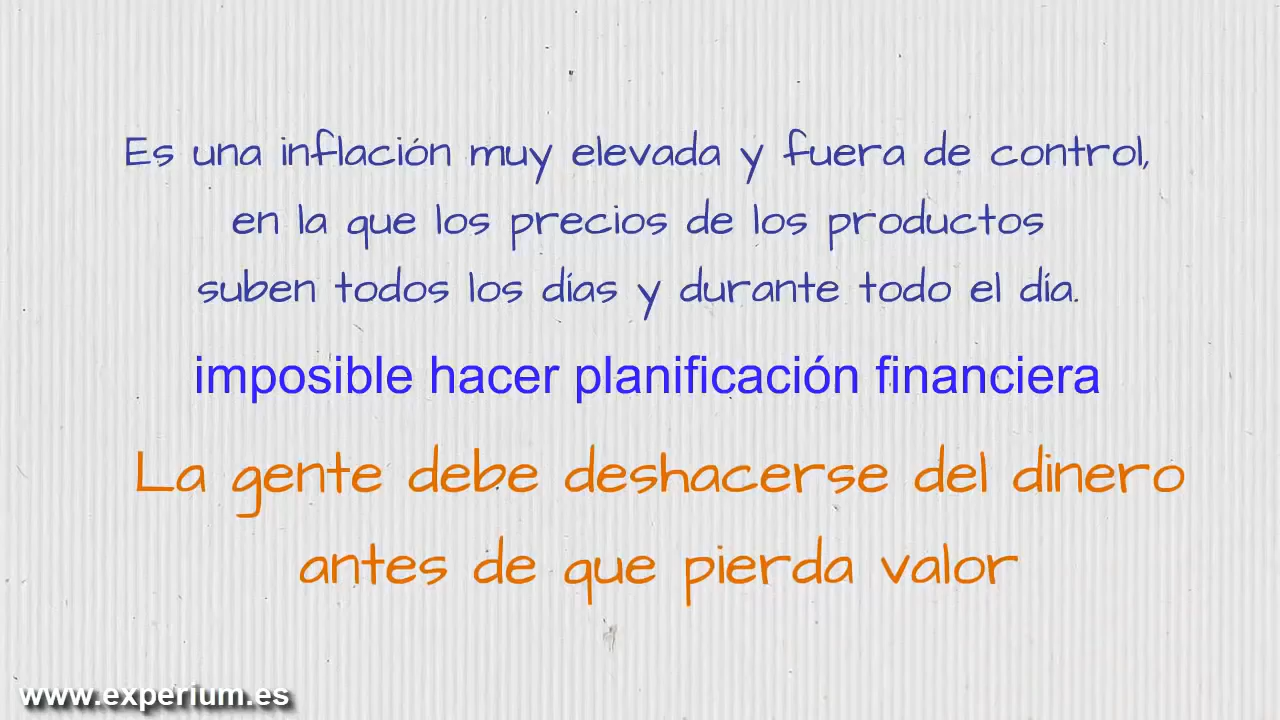 Es una inflación muy elevada y fuera de control,
en la que los precios de los productos
suben todos los días y durante todo el día.
imposible hacer planificación financiera
La gente debe deshacerse del dinero
antes de que pierda valor
www.experium.es